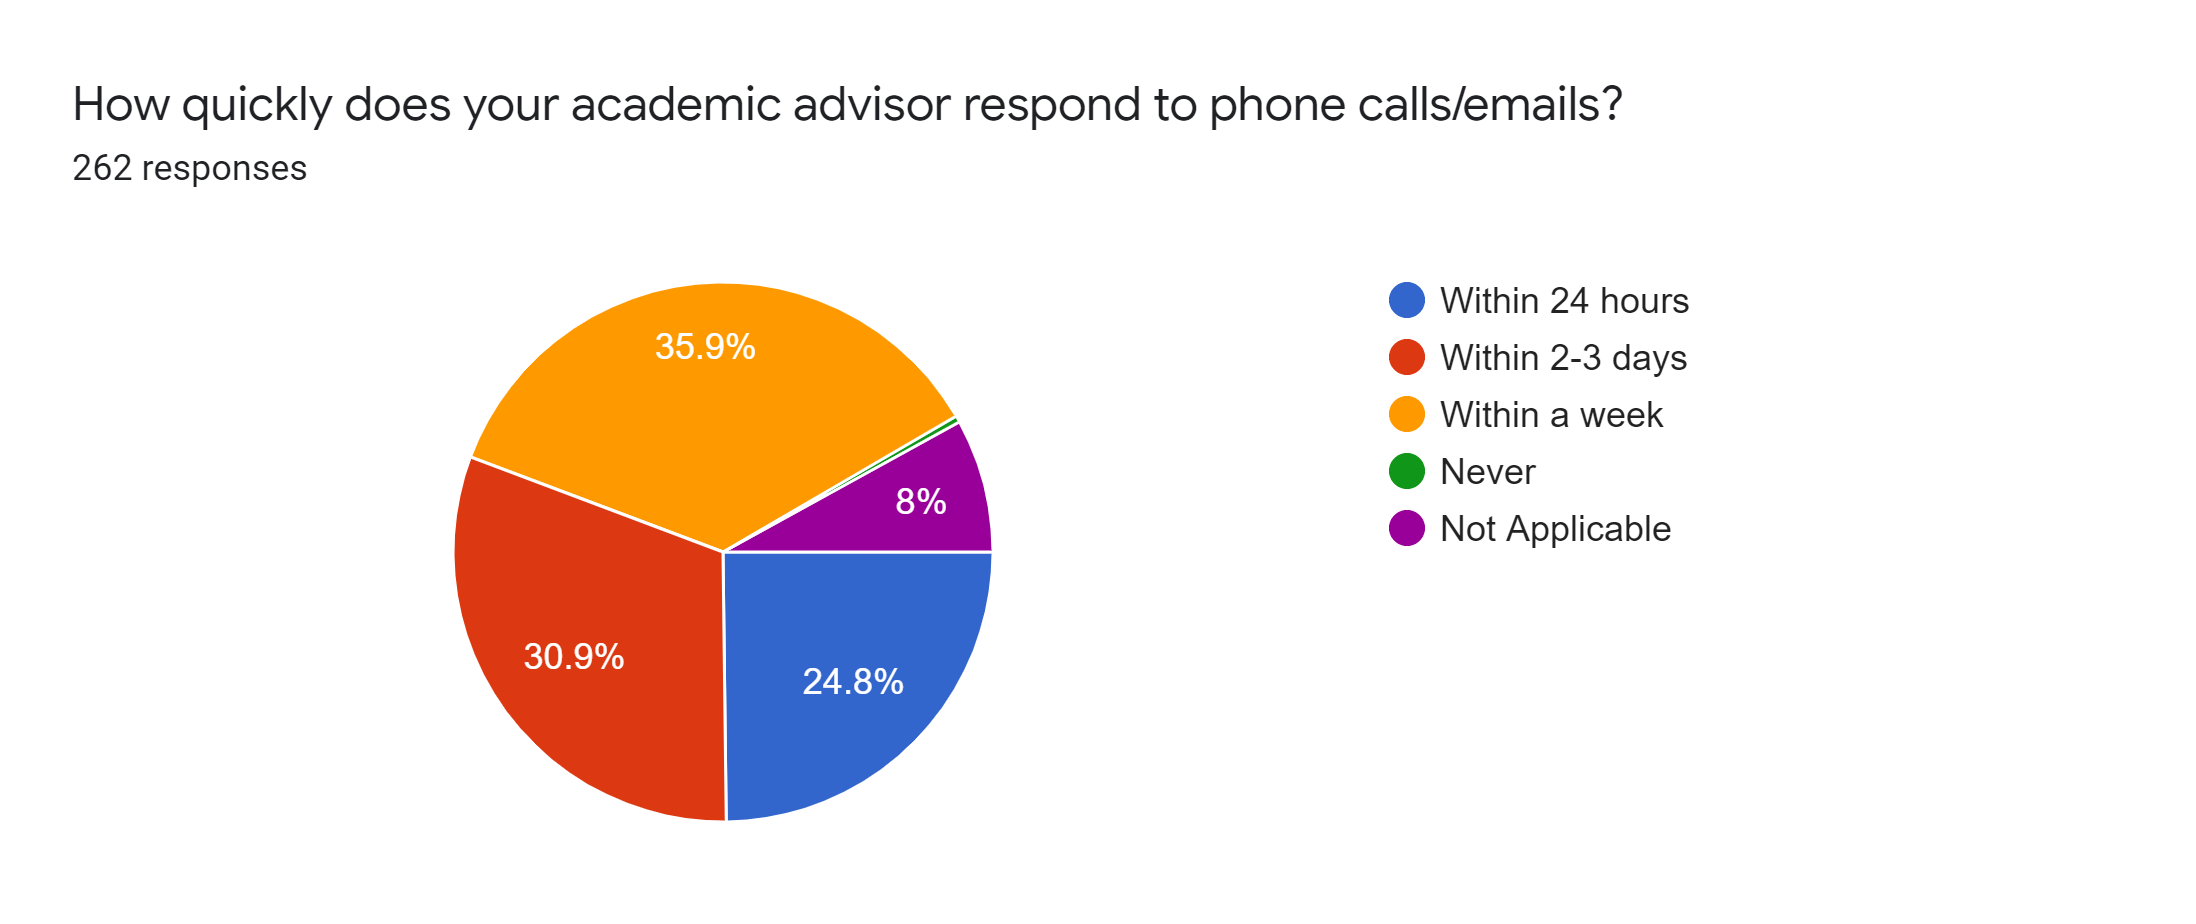 How quickly does your academic advisor respond to phone calls/emails?
262 responses
35.9%
8%
30.9%
24.8%
Within 24 hours
Within 2-3 days
Within a week
Never
Not Applicable